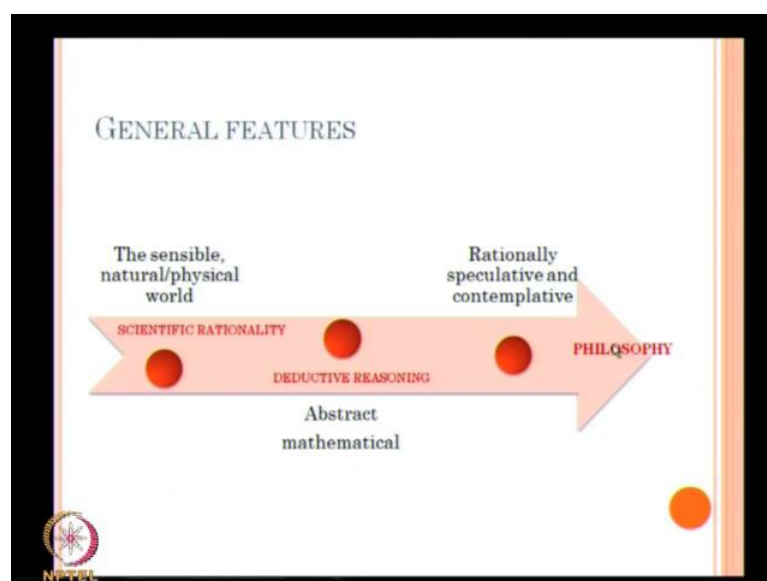 GENERAL FEATURES
The sensible,
natural/physical
world
Rationally
speculative and
contemplative
SCIENTIFIC RATIONALITY
PHILOSOPHY
DEDUCTIVE REASONING
Abstract
mathematical
NPTEL